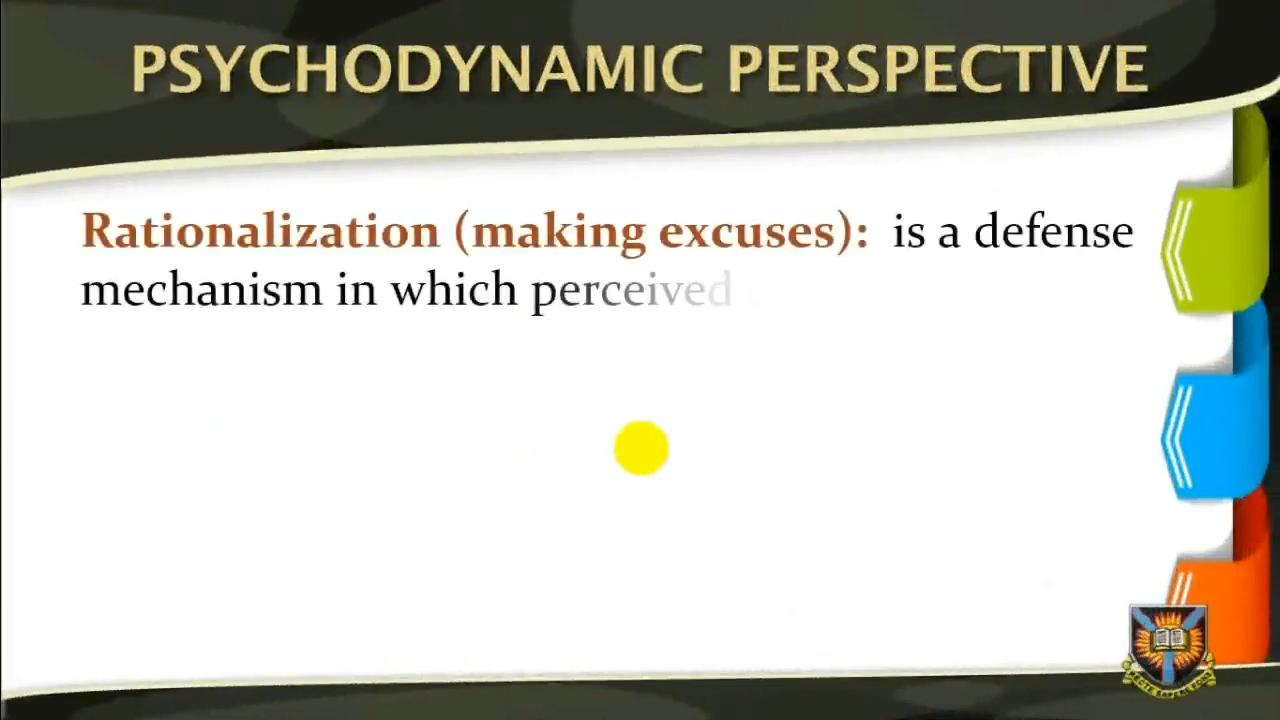 PSYCHODYNAMIC PERSPECTIVE
Rationalization (making excuses): is a defense
mechanism in which perceived